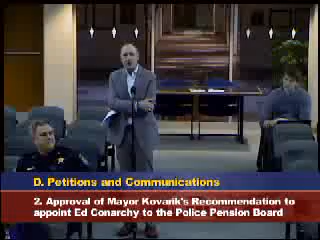 D. Petitions and Communications
2. Approval of Mayor Kovarik's Recommendation to
appoint Ed Conarchy to the Police Pension Board